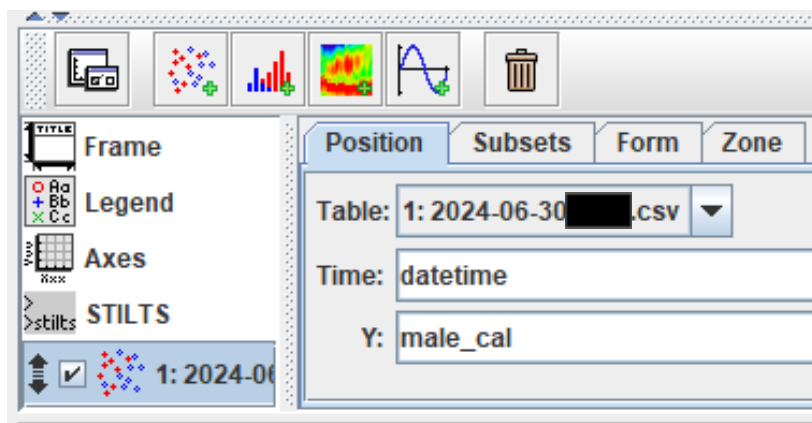 TITLE
Frame
Aa
Bb
Cc
Legend
Xxx
Axes
>stilts
STILTS
1: 2024-06
Position Subsets Form Zone
Table: 1: 2024-06-30 .csv
Time: datetime
Y: male_cal